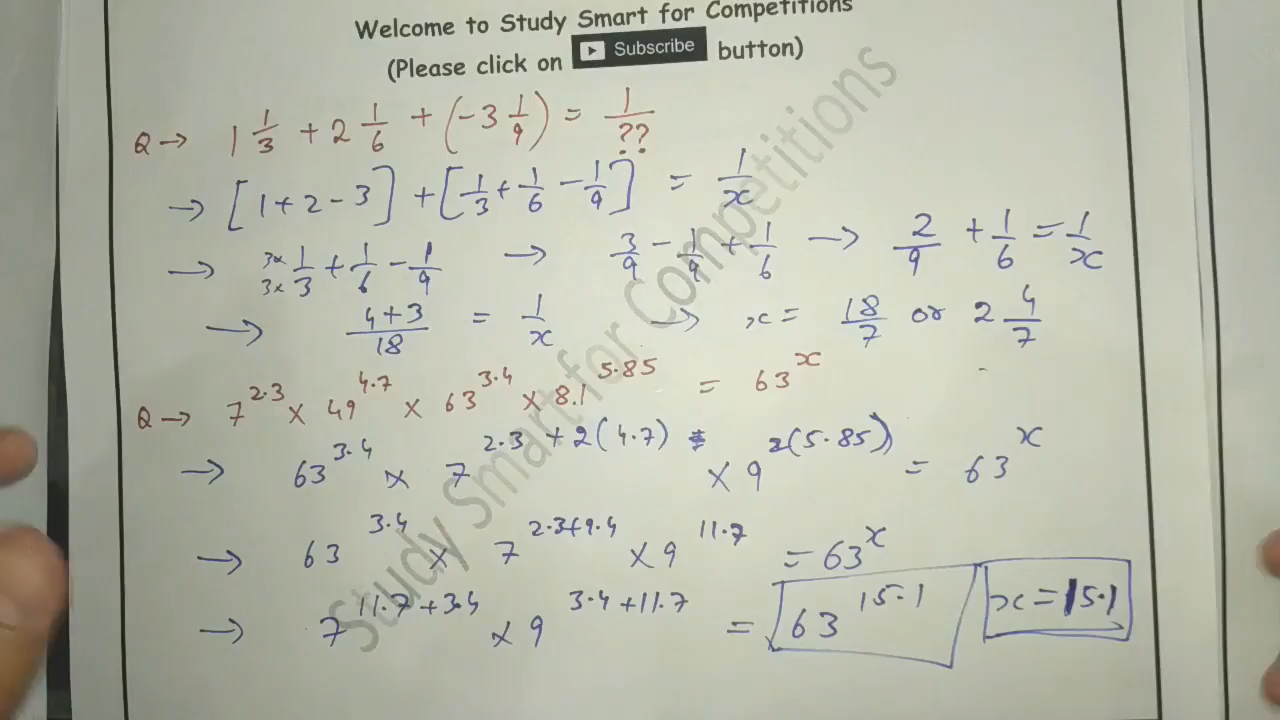 Welcome to Study Smart for Competitions
(Please click on Subscribe button)
Q → 1 1/3 + 2 1/6 + (-3 1/9) = 1/??
→ [1+2-3] + [1/3 + 1/6 - 1/9] = 1/x
→ 3×1/3×3 + 1/6 - 1/9 → 3/9 - 1/9 + 1/6 → 2/9 + 1/6 = 1/x
→ 4+3/18 = 1/x → x = 18/7 or 2 4/7
Q → 7^2.3 × 49^4.7 × 63^3.4 × 8.1^5.85 = 63^x
→ 63^3.4 × 7^2.3+2(4.7) × 9^2(5.85) = 63^x
→ 63^3.4 × 7^2.3+9.4 × 9^11.7 = 63^x
→ 7^11.7+3.4 × 9^3.4+11.7 = 63^15.1 x = 15.1
Study Smart for Competitions